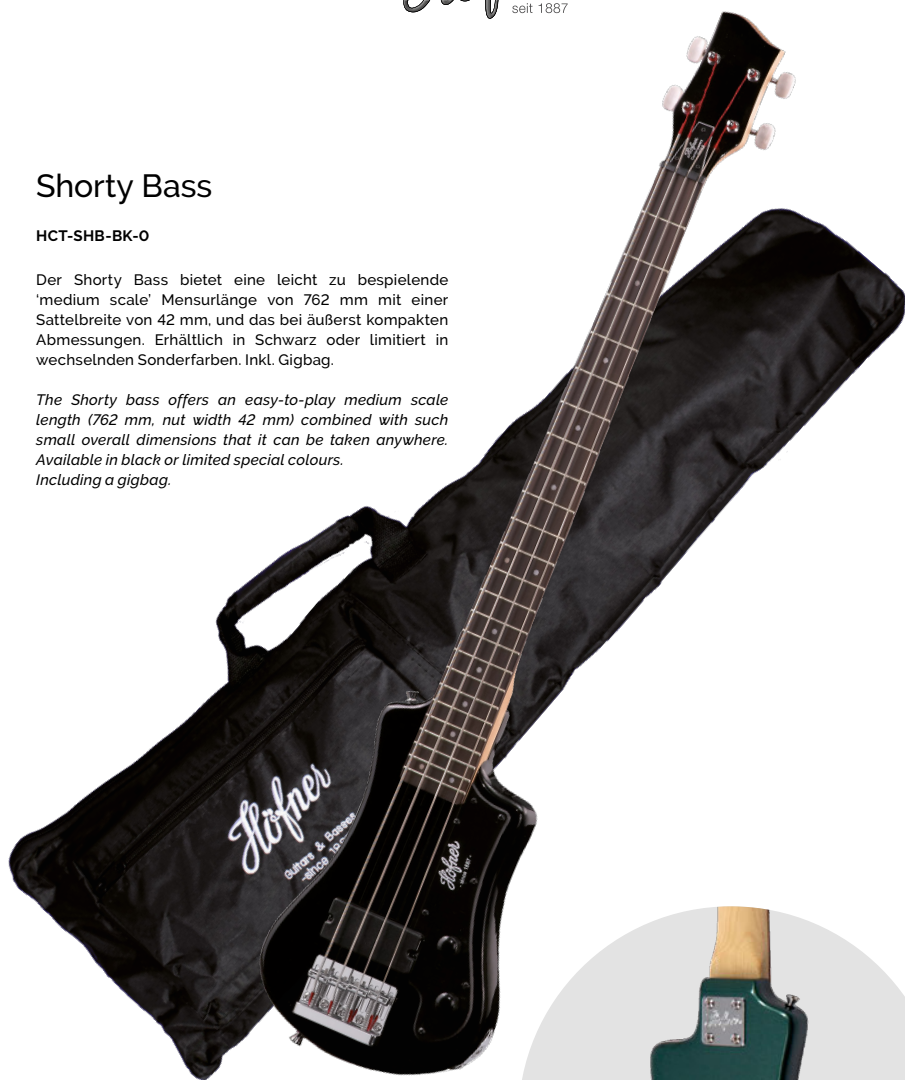 seit 1887
Shorty Bass
HCT-SHB-BK-0
Der Shorty Bass bietet eine leicht zu bespielende
‘medium scale’ Mensurlänge von 762 mm mit einer
Sattelbreite von 42 mm, und das bei äußerst kompakten
Abmessungen. Erhältlich in Schwarz oder limitiert in
wechselnden Sonderfarben. Inkl. Gigbag.
The Shorty bass offers an easy-to-play medium scale
length (762 mm, nut width 42 mm) combined with such
small overall dimensions that it can be taken anywhere.
Available in black or limited special colours.
Including a gigbag.
Höfner
Guitars & Basses
Höfner
- since 1887 -
Höfner